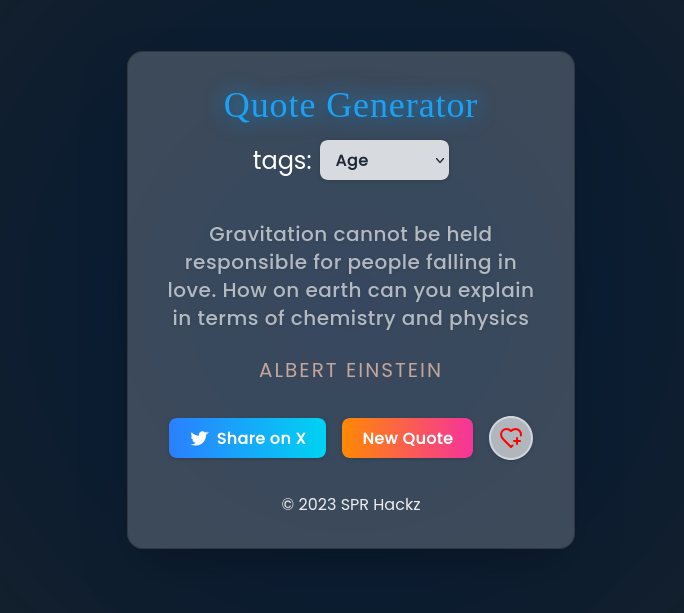 Quote Generator
tags: Age
Gravitation cannot be held
responsible for people falling in
love. How on earth can you explain
in terms of chemistry and physics
ALBERT EINSTEIN
Share on X New Quote
© 2023 SPR Hackz